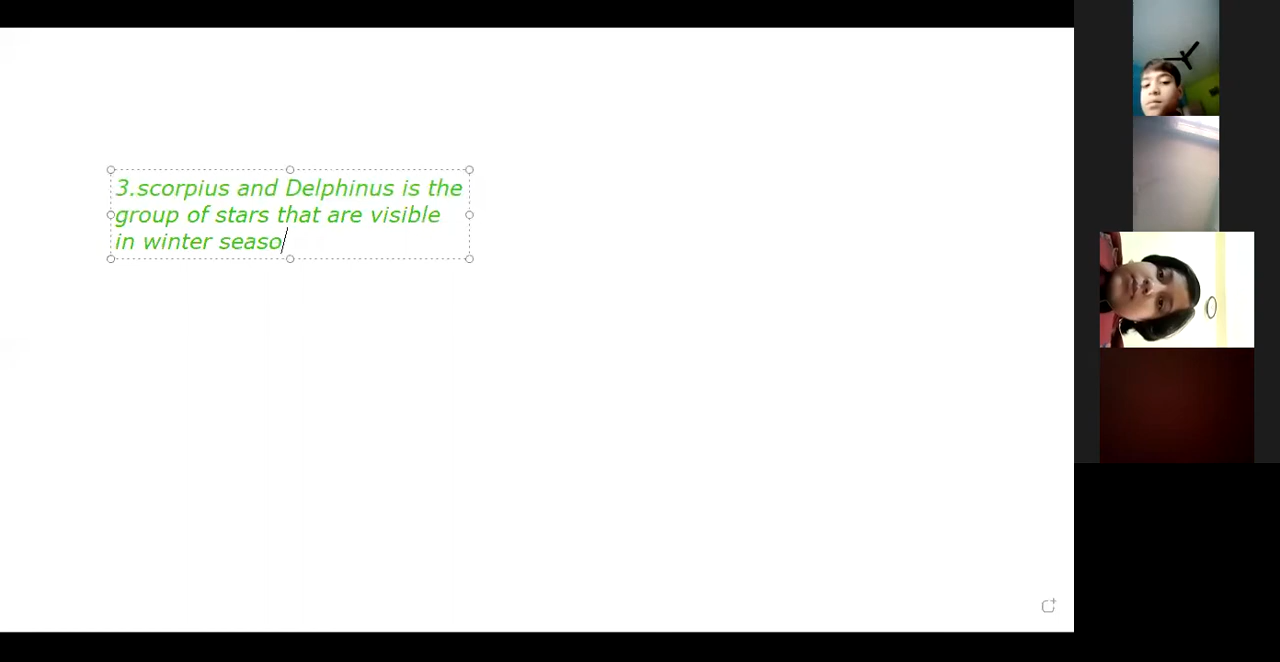 3.scorpius and Delphinus is the
group of stars that are visible
in winter seaso